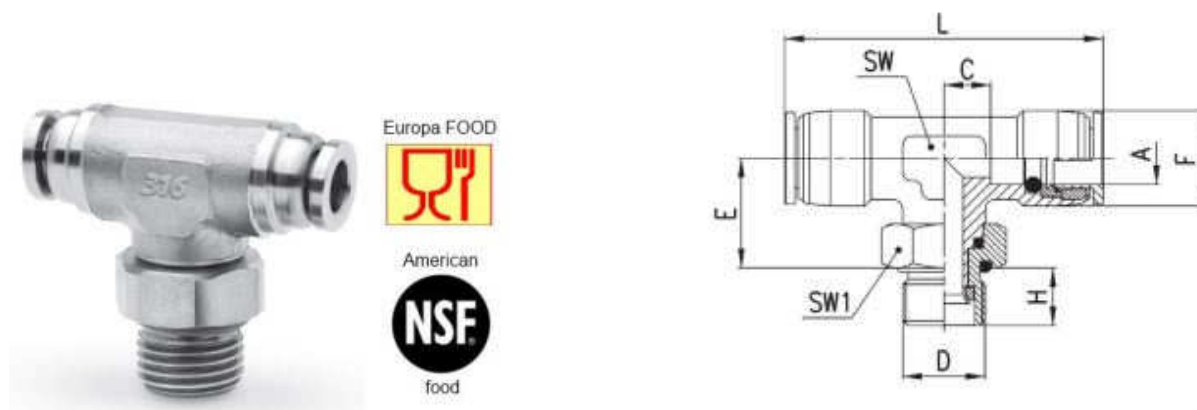 316
Europa FOOD
American
NSF®
food
L
SW
C
A
F
E
SW1
H
D